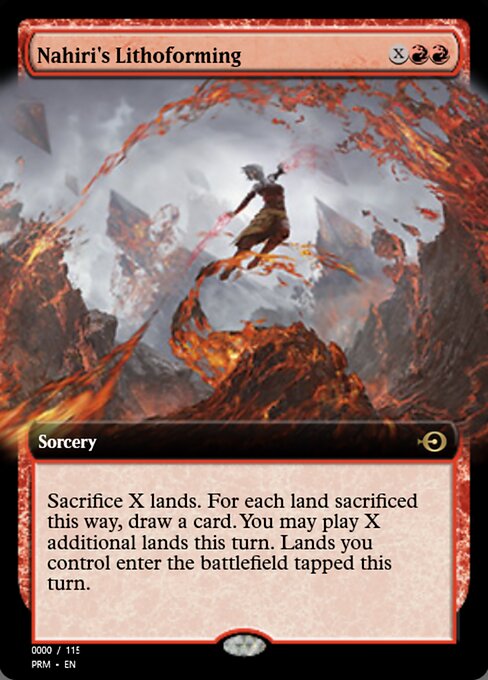 Nahiri's Lithoforming X
Sorcery
Sacrifice X lands. For each land sacrificed
this way, draw a card. You may play X
additional lands this turn. Lands you
control enter the battlefield tapped this
turn.
0000 / 115
PRM • EN